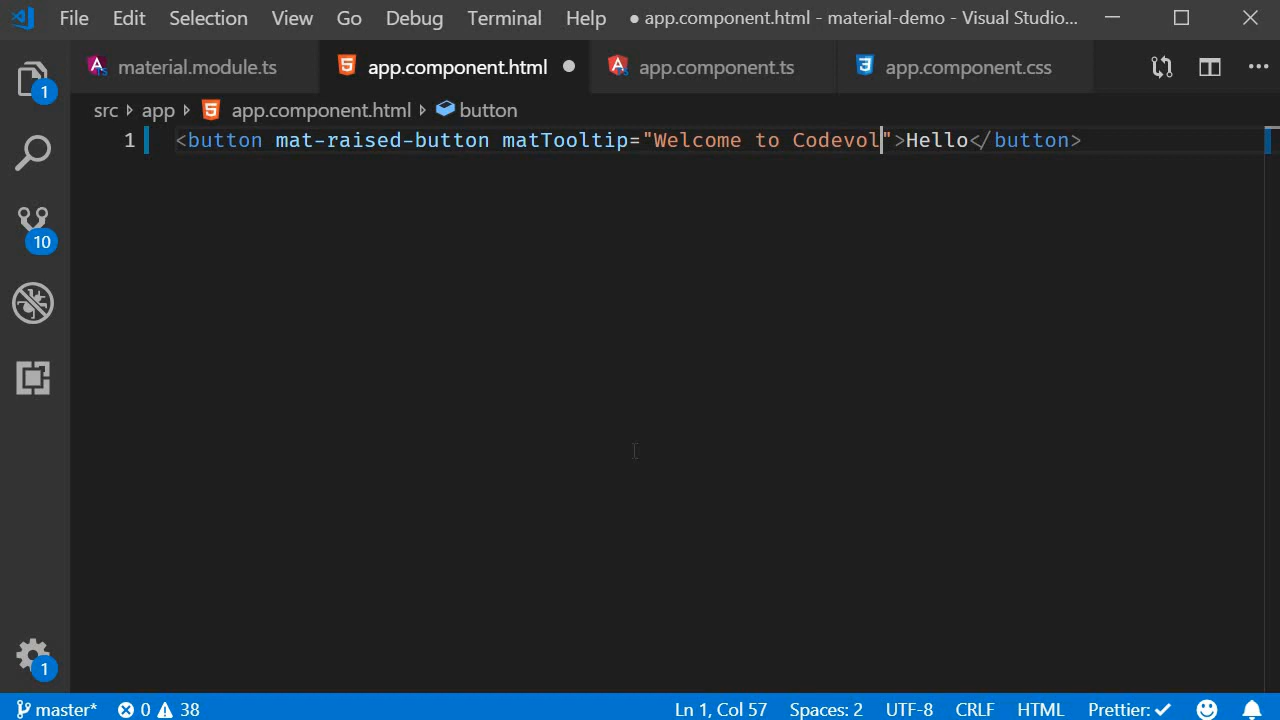 File Edit Selection View Go Debug Terminal Help ● app.component.html - material-demo - Visual Studio...
material.module.ts app.component.html app.component.ts app.component.css
1
src app app.component.html button
1 <button mat-raised-button matTooltip="Welcome to Codevol">Hello</button>
10
1
master* 0 38 Ln 1, Col 57 Spaces: 2 UTF-8 CRLF HTML Prettier: ✓